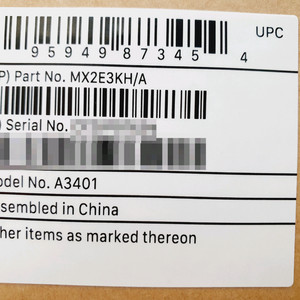 UPC
95949 87345 4
P) Part No. MX2E3KH/A
) Serial No.
odel No. A3401
sembled in China
her items as marked thereon